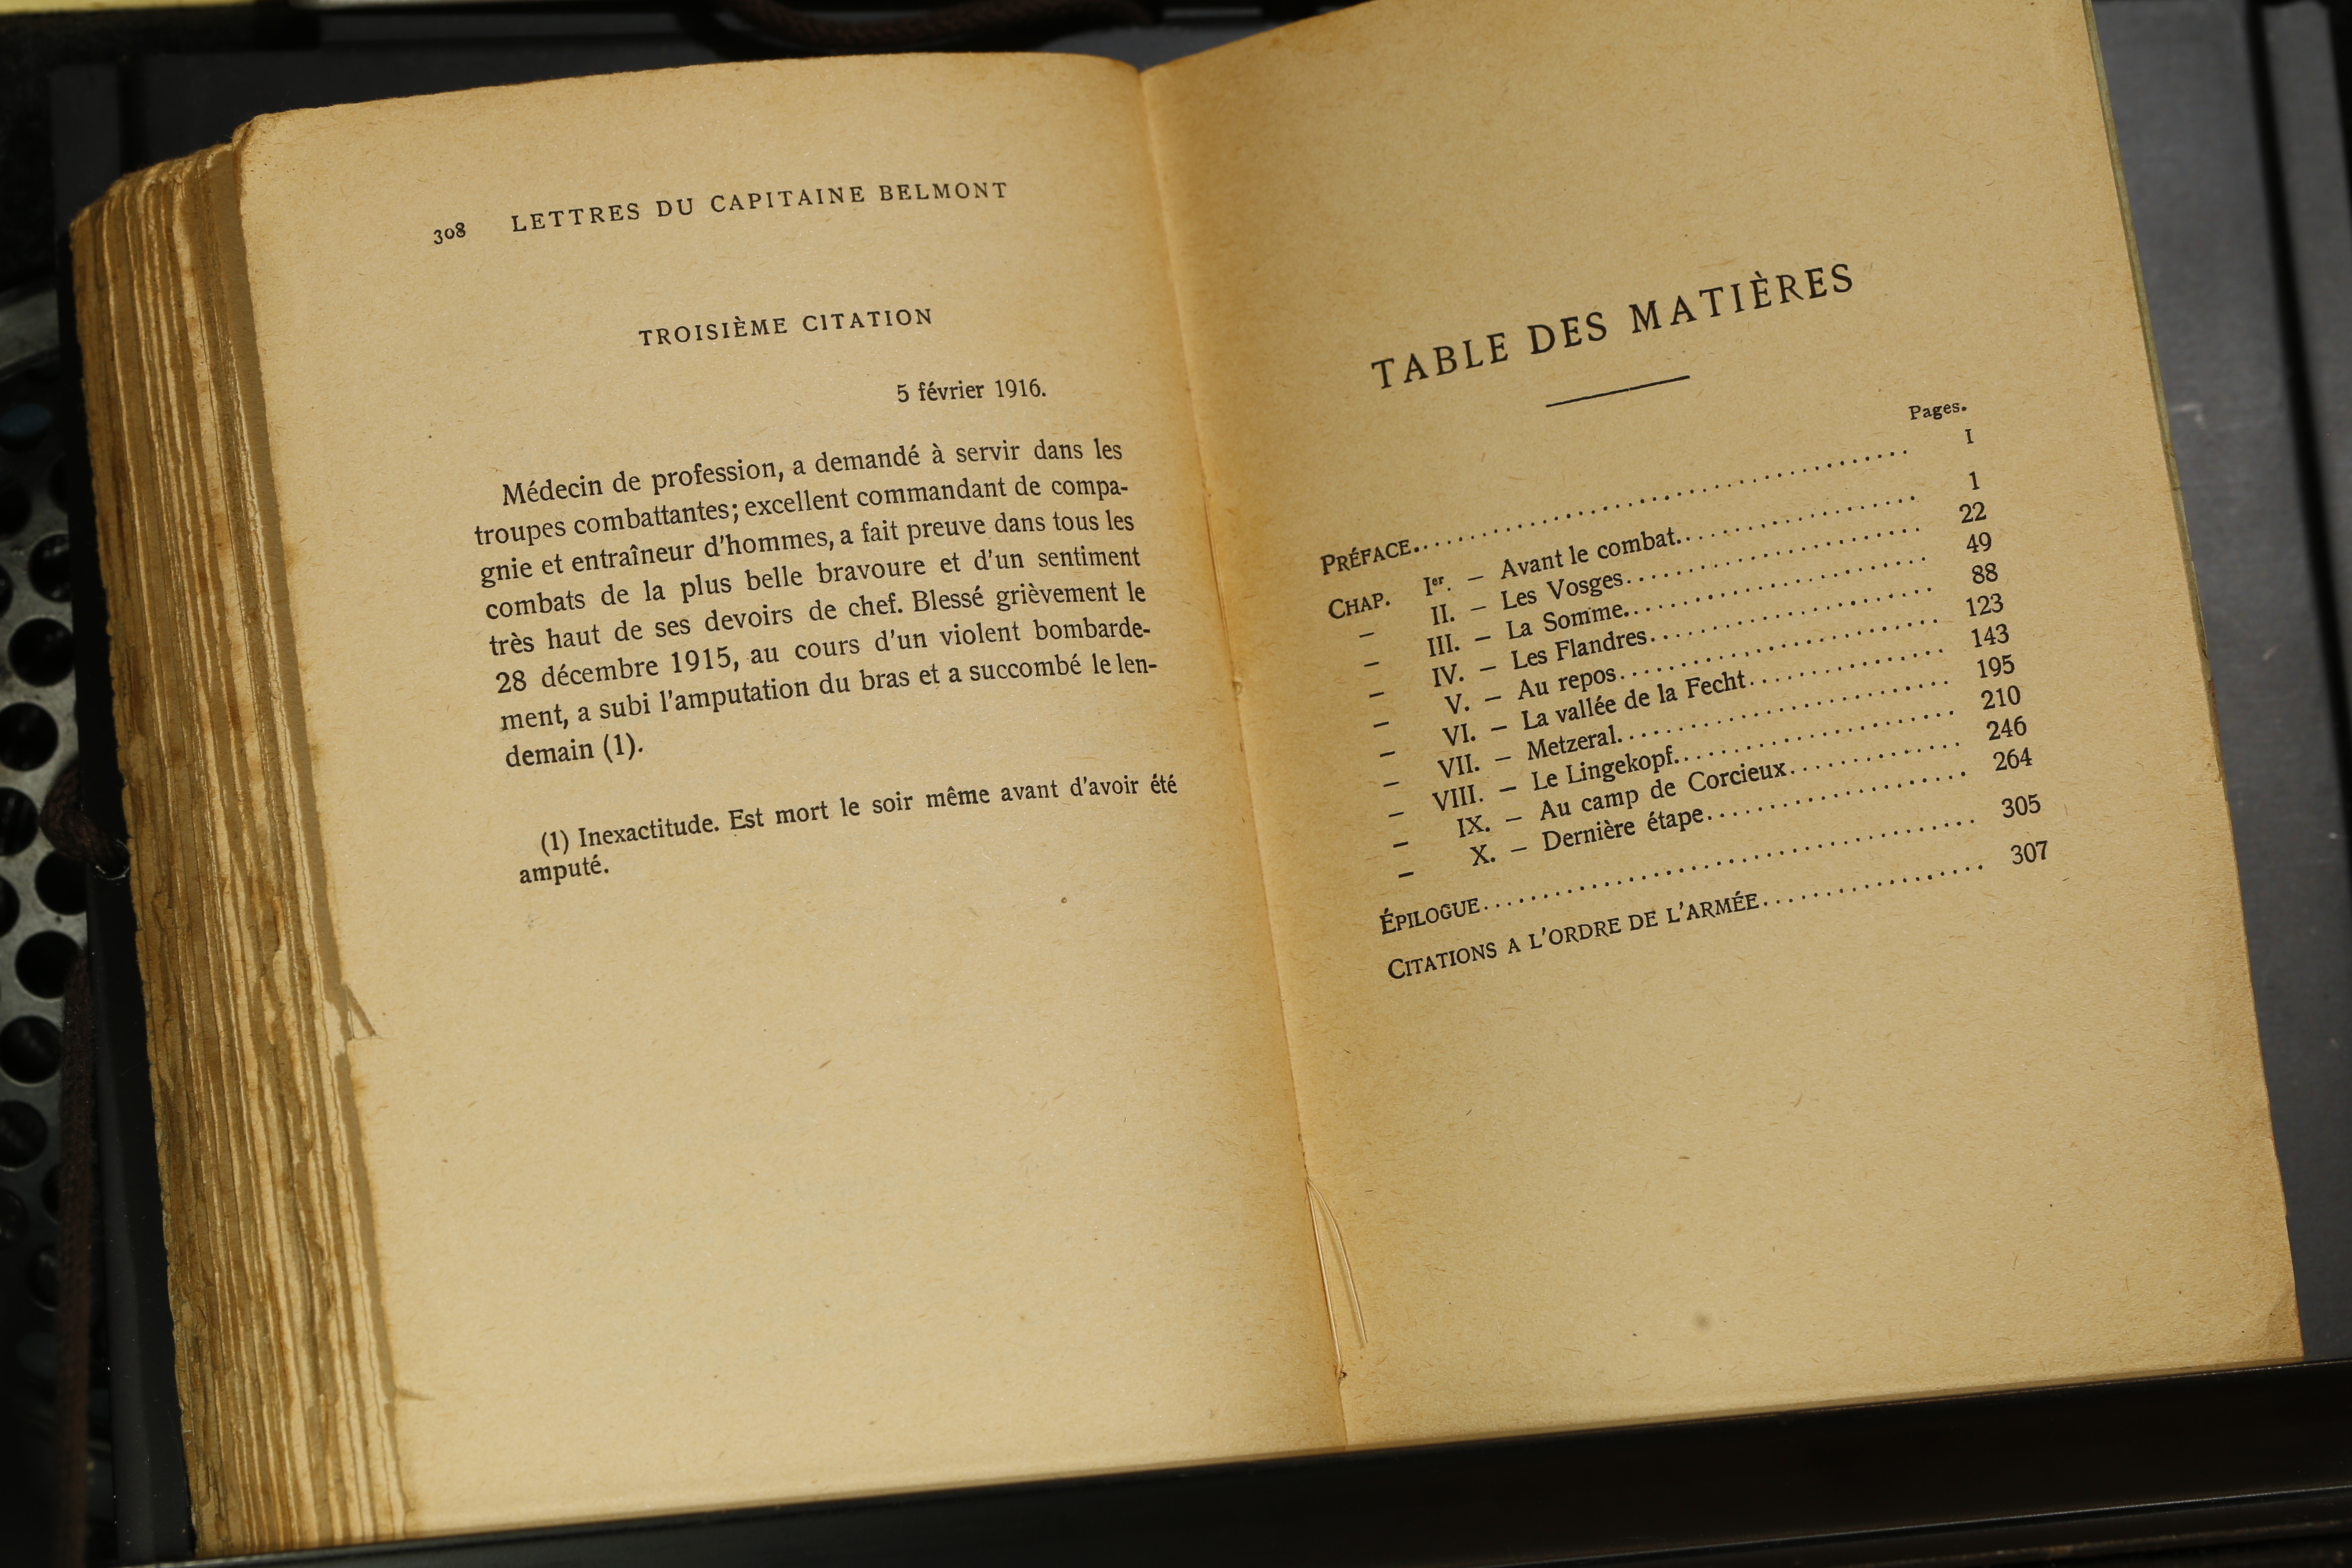 308 LETTRES DU CAPITAINE BELMONT
TROISIÈME CITATION
5 février 1916.
Médecin de profession, a demandé à servir dans les
troupes combattantes; excellent commandant de compa-
gnie et entraîneur d'hommes, a fait preuve dans tous les
combats de la plus belle bravoure et d'un sentiment
très haut de ses devoirs de chef. Blessé grièvement le
28 décembre 1915, au cours d'un violent bombarde-
ment, a subi l'amputation du bras et a succombé le len-
demain (1).
(1) Inexactitude. Est mort le soir même avant d'avoir été
amputé.
TABLE DES MATIÈRES
Pages.
PRÉFACE.............................. I
CHAP. Ier. — Avant le combat.................... 1
— II. — Les Vosges......................... 22
— III. — La Somme......................... 49
— IV. — Les Flandres....................... 88
— V. — Au repos.......................... 123
— VI. — La vallée de la Fecht................ 143
— VII. — Metzeral.......................... 195
— VIII. — Le Lingekopf...................... 210
— IX. — Au camp de Corcieux............... 246
— X. — Dernière étape...................... 264
ÉPILOGUE.............................. 305
CITATIONS A L'ORDRE DE L'ARMÉE.................. 307